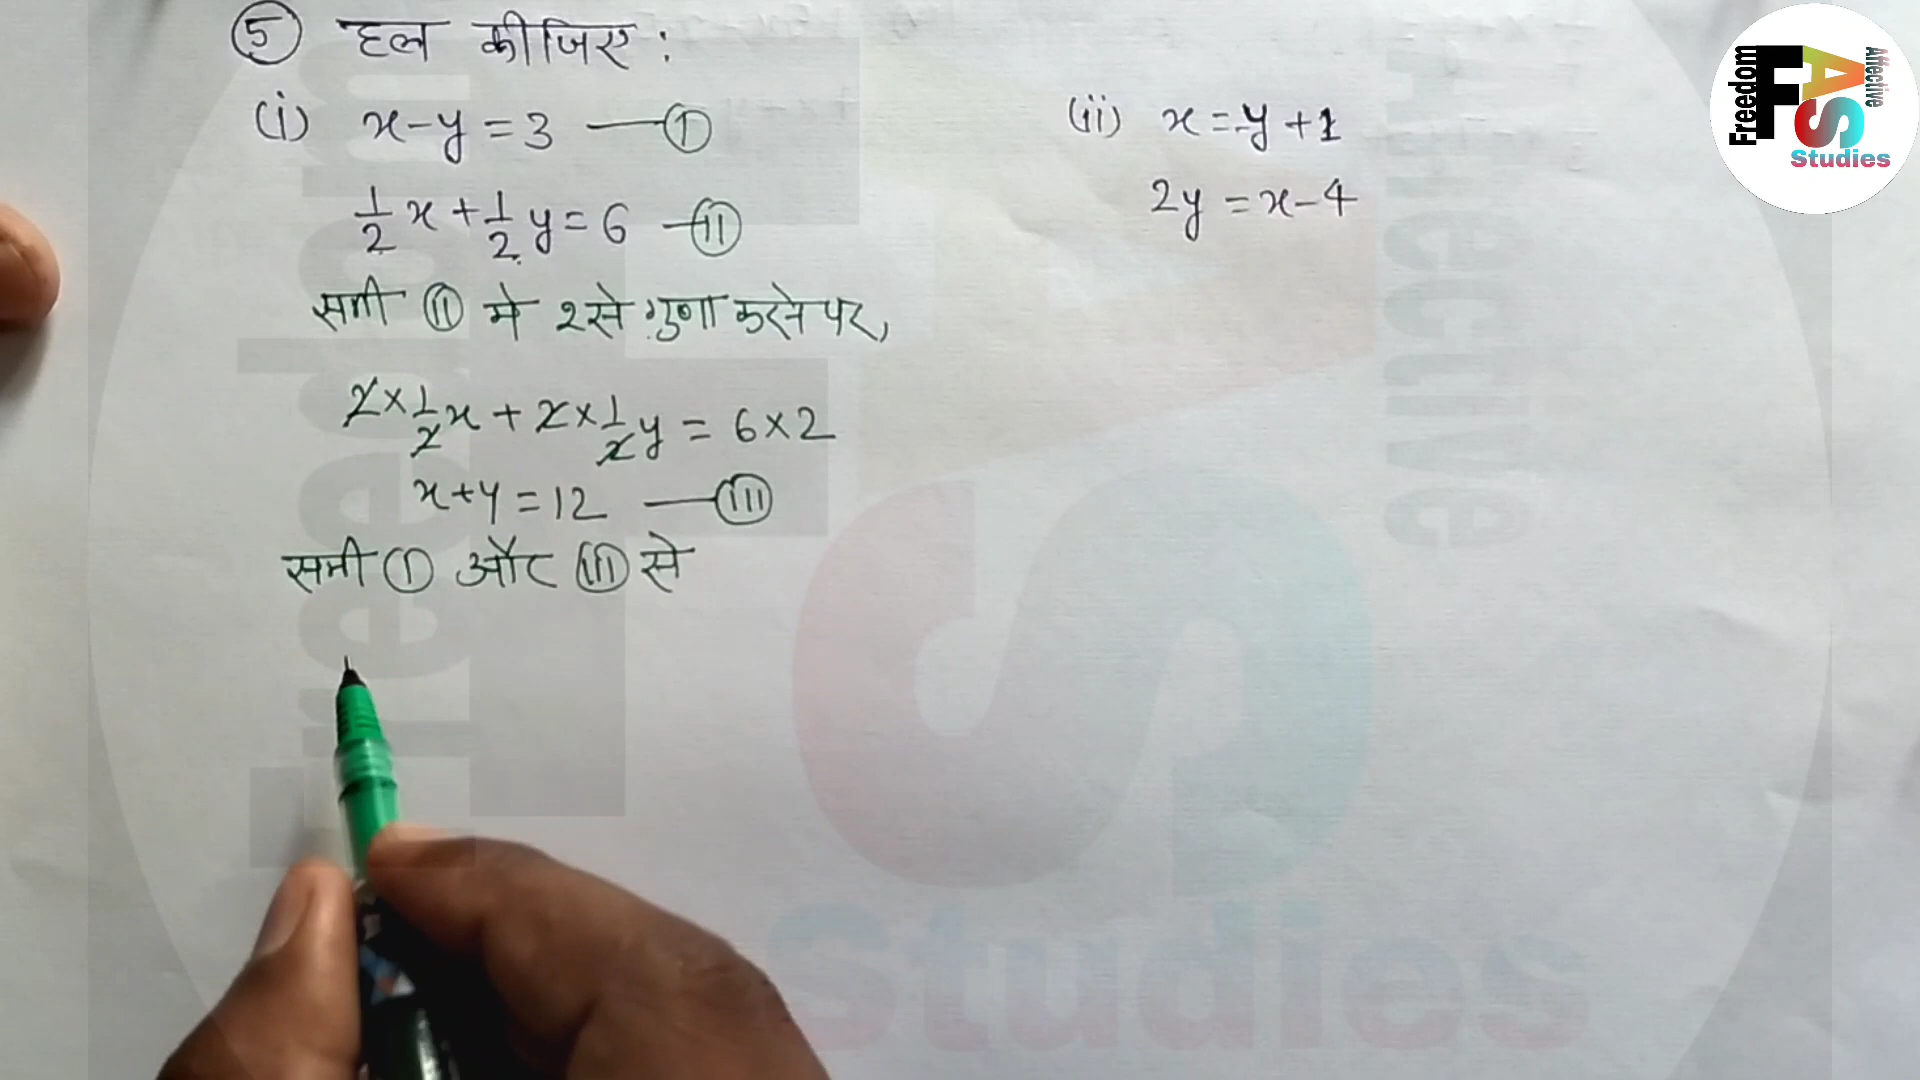 ⑤ हल कीजिए:
(i) x-y=3 —Ⓘ
1/2 x + 1/2 y = 6 —Ⓘⓘ
समी Ⓘⓘ मे 2 से गुणा करने पर,
2×1/2 x + 2×1/2 y = 6×2
x+y=12 —(III)
समी Ⓘ और (III) से
(ii) x=-y+1
2y=x-4
Freedom
FAS
Affective
Studies